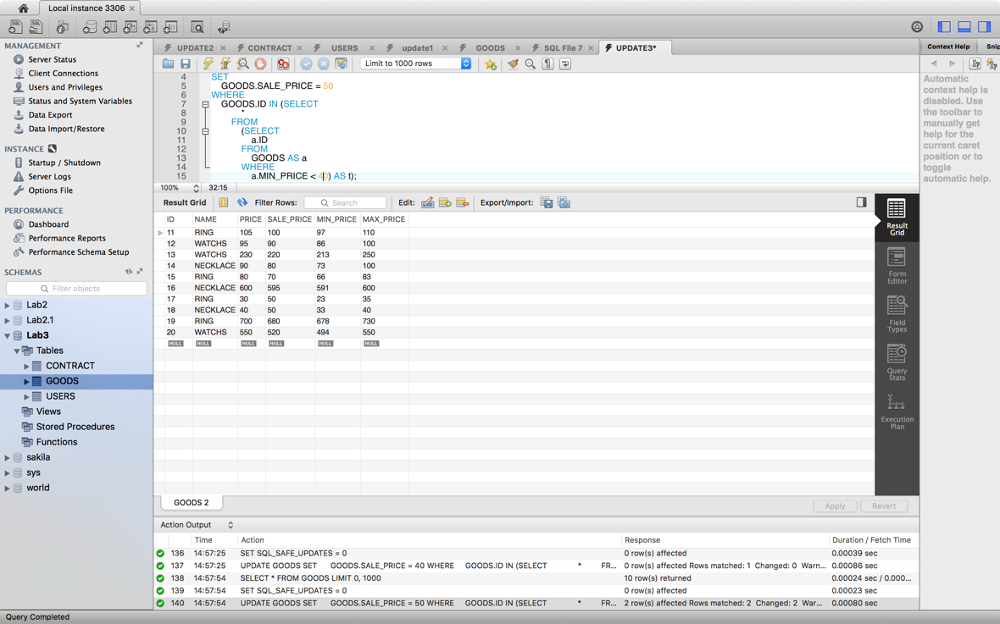 Local instance 3306
MANAGEMENT
Server Status
Client Connections
Users and Privileges
Status and System Variables
Data Export
Data Import/Restore
INSTANCE
Startup / Shutdown
Server Logs
Options File
PERFORMANCE
Dashboard
Performance Reports
Performance Schema Setup
SCHEMAS
Filter objects
Lab2
Lab2.1
Lab3
Tables
CONTRACT
GOODS
USERS
Views
Stored Procedures
Functions
sakila
sys
world
UPDATE2 CONTRACT USERS update1 GOODS SQL File 7 UPDATE3*
Limit to 1000 rows
4 SET
5 GOODS.SALE_PRICE = 50
6 WHERE
7 GOODS.ID IN (SELECT
8 *
9 FROM
10 (SELECT
11 a.ID
12 FROM
13 GOODS AS a
14 WHERE
15 a.MIN_PRICE < 40) AS t);
100% 32:15
Result Grid Filter Rows: Search Edit: Export/Import:
ID NAME PRICE SALE_PRICE MIN_PRICE MAX_PRICE
11 RING 105 100 97 110
12 WATCHS 95 90 86 100
13 WATCHS 230 220 213 250
14 NECKLACE 90 80 73 100
15 RING 80 70 66 83
16 NECKLACE 600 595 591 600
17 RING 30 50 23 35
18 NECKLACE 40 50 33 40
19 RING 700 680 678 730
20 WATCHS 550 520 494 550
NULL NULL NULL NULL NULL NULL
Result
Grid
Form
Editor
Field
Types
Query
Stats
Execution
Plan
GOODS 2
Apply Revert
Action Output
Time Action Response Duration / Fetch Time
136 14:57:25 SET SQL_SAFE_UPDATES = 0 0 row(s) affected 0.00039 sec
137 14:57:25 UPDATE GOODS SET GOODS.SALE_PRICE = 40 WHERE GOODS.ID IN (SELECT * FR... 0 row(s) affected Rows matched: 1 Changed: 0 Warn... 0.00086 sec
138 14:57:54 SELECT * FROM GOODS LIMIT 0, 1000 10 row(s) returned 0.00024 sec / 0.000...
139 14:57:54 SET SQL_SAFE_UPDATES = 0 0 row(s) affected 0.00023 sec
140 14:57:54 UPDATE GOODS SET GOODS.SALE_PRICE = 50 WHERE GOODS.ID IN (SELECT * FR... 2 row(s) affected Rows matched: 2 Changed: 2 War... 0.00080 sec
Context Help Snip
Automatic
context help is
disabled. Use
the toolbar to
manually get
help for the
current caret
position or to
toggle
automatic help.
Query Completed